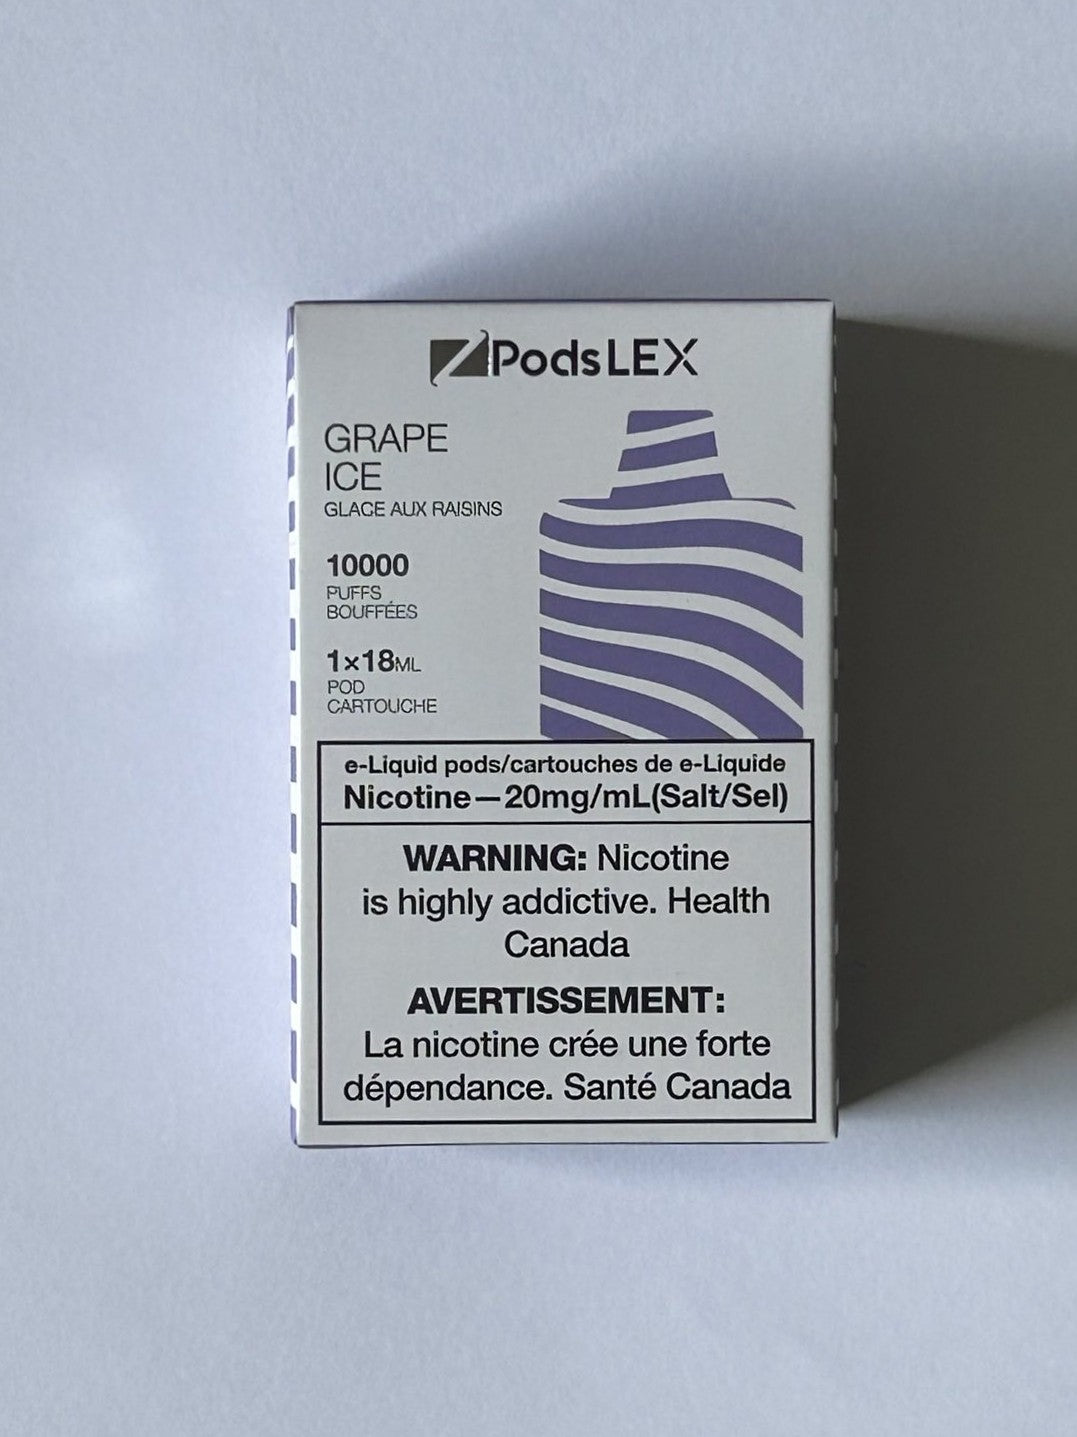 ZPods LEX
GRAPE
ICE
GLACE AUX RAISINS
10000
PUFFS
BOUFFÉES
1×18ML
POD
CARTOUCHE
e-Liquid pods/cartouches de e-Liquide
Nicotine—20mg/mL(Salt/Sel)
WARNING: Nicotine
is highly addictive. Health
Canada
AVERTISSEMENT:
La nicotine crée une forte
dépendance. Santé Canada